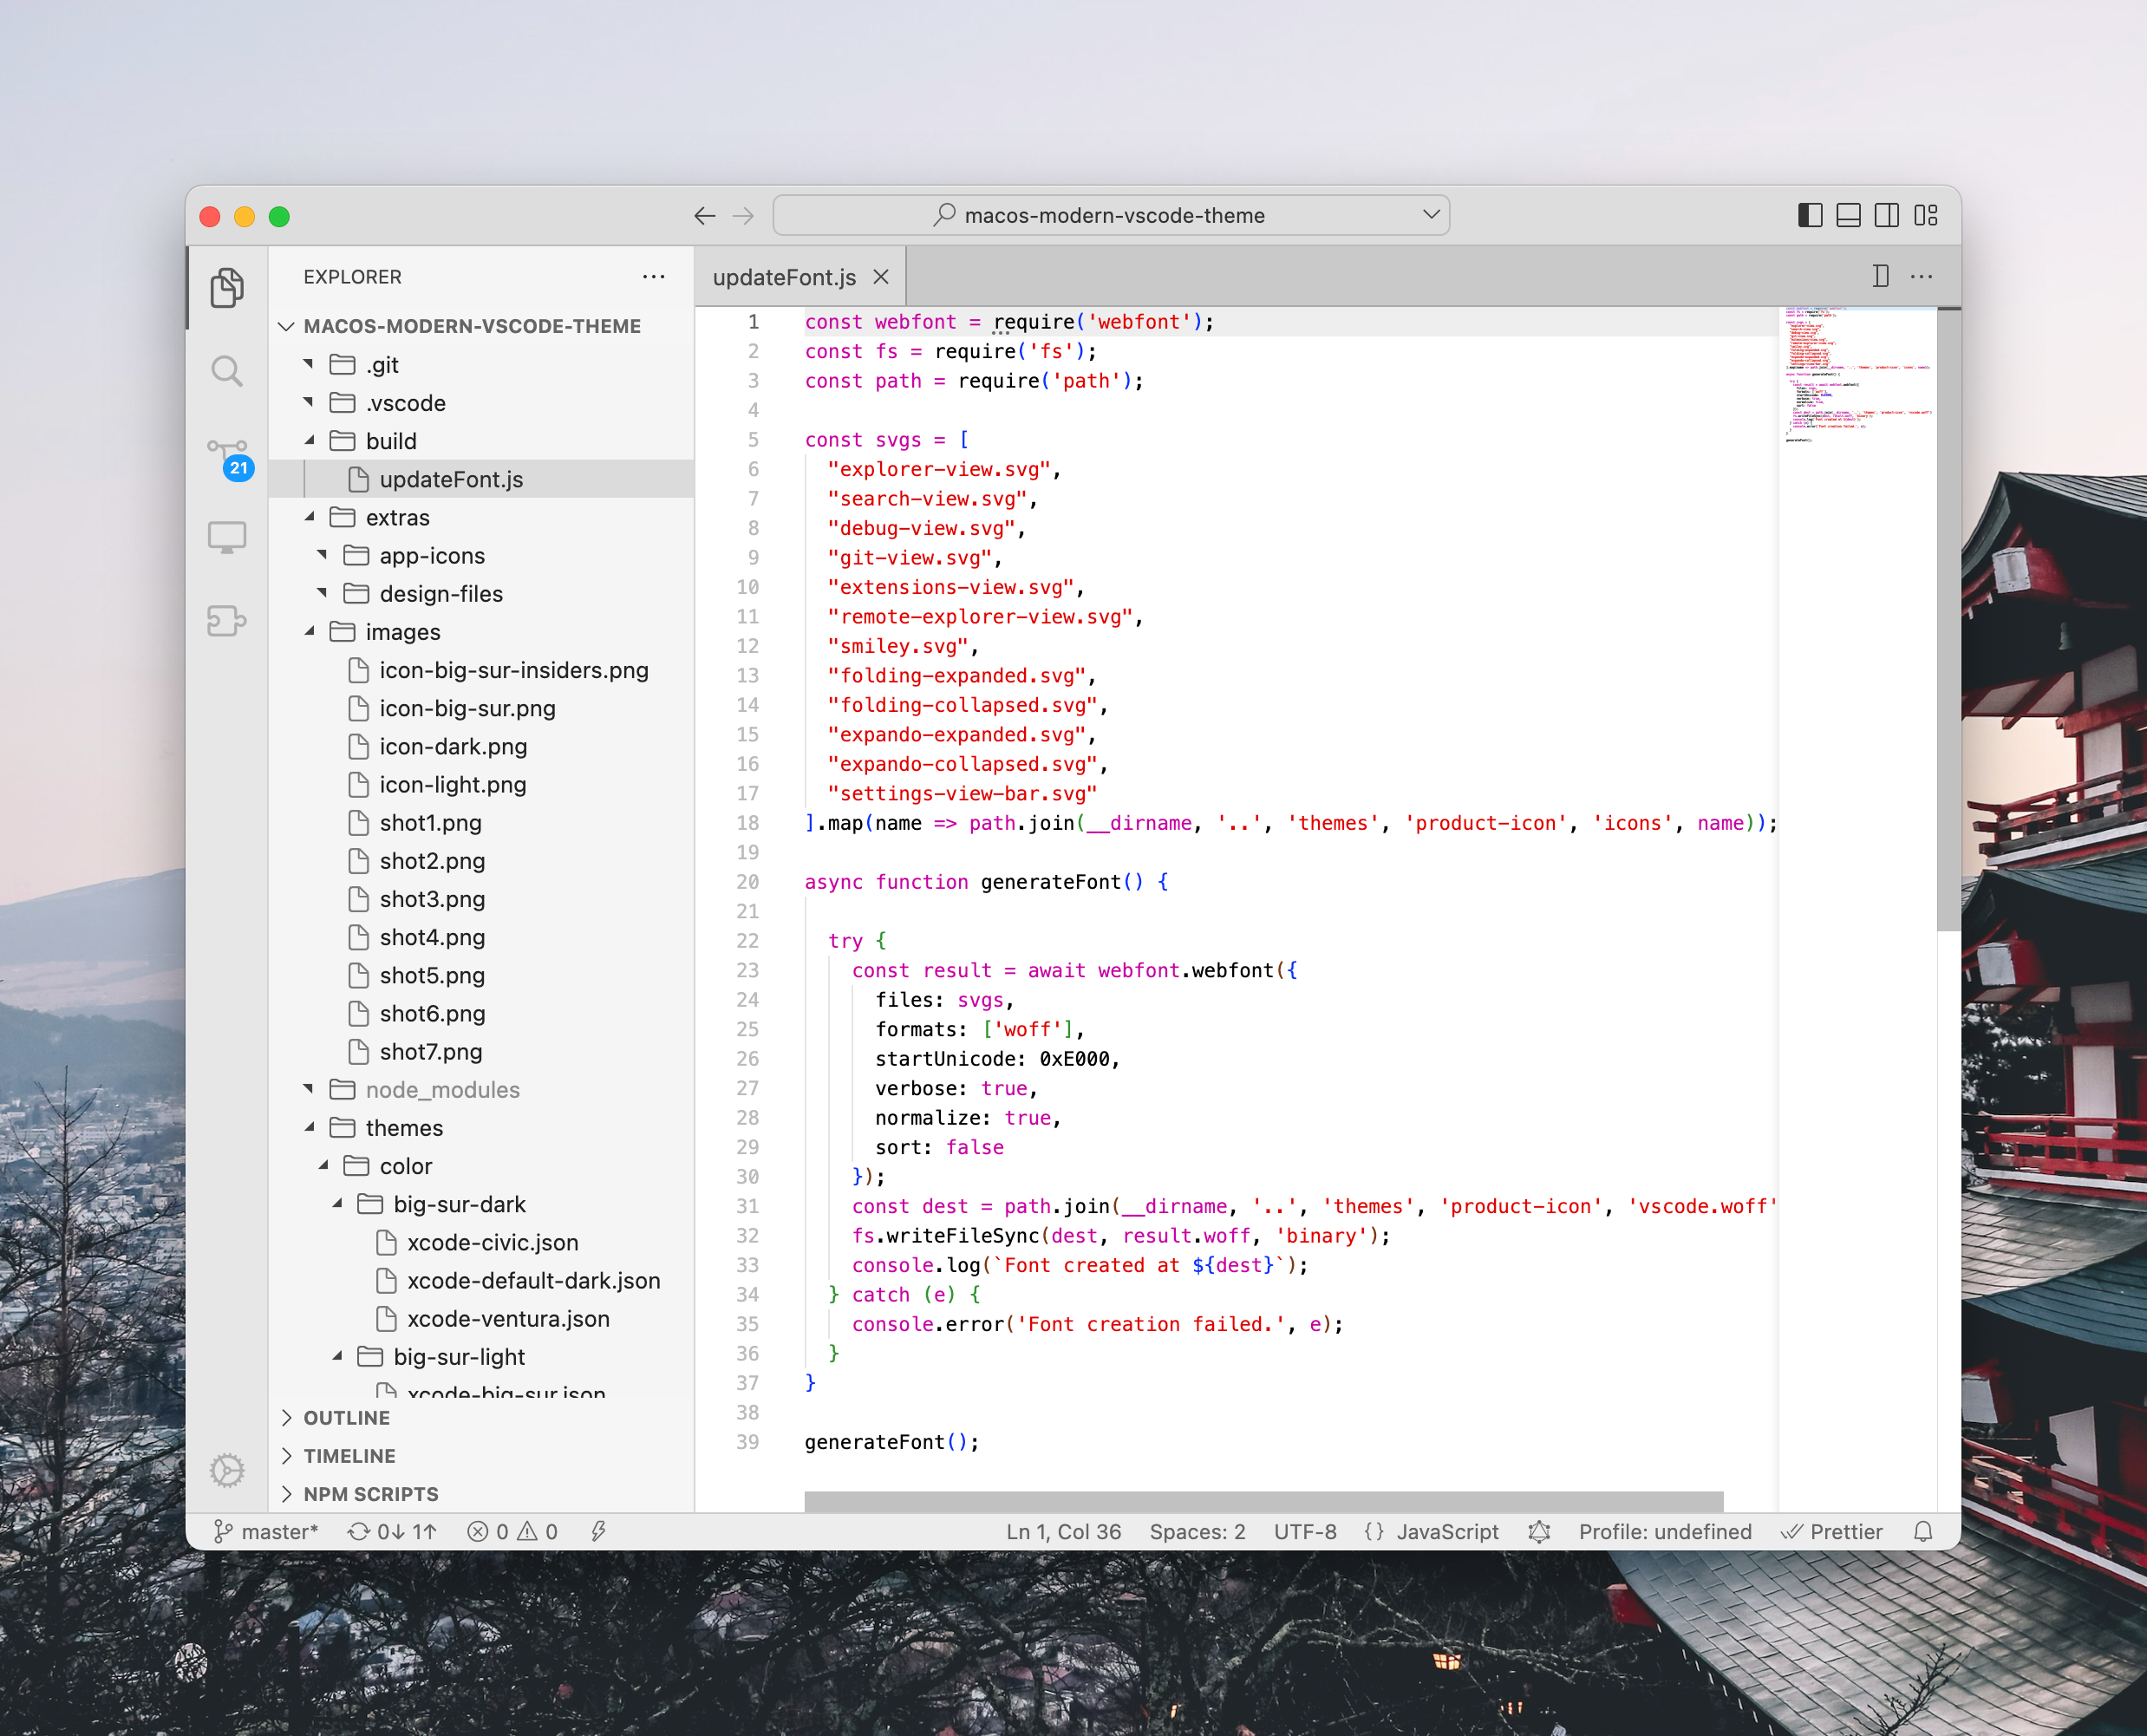 macos-modern-vscode-theme
EXPLORER
MACOS-MODERN-VSCODE-THEME
.git
.vscode
build
updateFont.js
extras
app-icons
design-files
images
icon-big-sur-insiders.png
icon-big-sur.png
icon-dark.png
icon-light.png
shot1.png
shot2.png
shot3.png
shot4.png
shot5.png
shot6.png
shot7.png
node_modules
themes
color
big-sur-dark
xcode-civic.json
xcode-default-dark.json
xcode-ventura.json
big-sur-light
xcode-big-sur.json
OUTLINE
TIMELINE
NPM SCRIPTS
21
updateFont.js
1 const webfont = require('webfont');
2 const fs = require('fs');
3 const path = require('path');
4
5 const svgs = [
6 "explorer-view.svg",
7 "search-view.svg",
8 "debug-view.svg",
9 "git-view.svg",
10 "extensions-view.svg",
11 "remote-explorer-view.svg",
12 "smiley.svg",
13 "folding-expanded.svg",
14 "folding-collapsed.svg",
15 "expando-expanded.svg",
16 "expando-collapsed.svg",
17 "settings-view-bar.svg"
18 ].map(name => path.join(__dirname, '..', 'themes', 'product-icon', 'icons', name));
19
20 async function generateFont() {
21
22 try {
23 const result = await webfont.webfont({
24 files: svgs,
25 formats: ['woff'],
26 startUnicode: 0xE000,
27 verbose: true,
28 normalize: true,
29 sort: false
30 });
31 const dest = path.join(__dirname, '..', 'themes', 'product-icon', 'vscode.woff'
32 fs.writeFileSync(dest, result.woff, 'binary');
33 console.log(`Font created at ${dest}`);
34 } catch (e) {
35 console.error('Font creation failed.', e);
36 }
37 }
38
39 generateFont();
master* 0↓ 1↑ 0 0 Ln 1, Col 36 Spaces: 2 UTF-8 {} JavaScript Profile: undefined Prettier